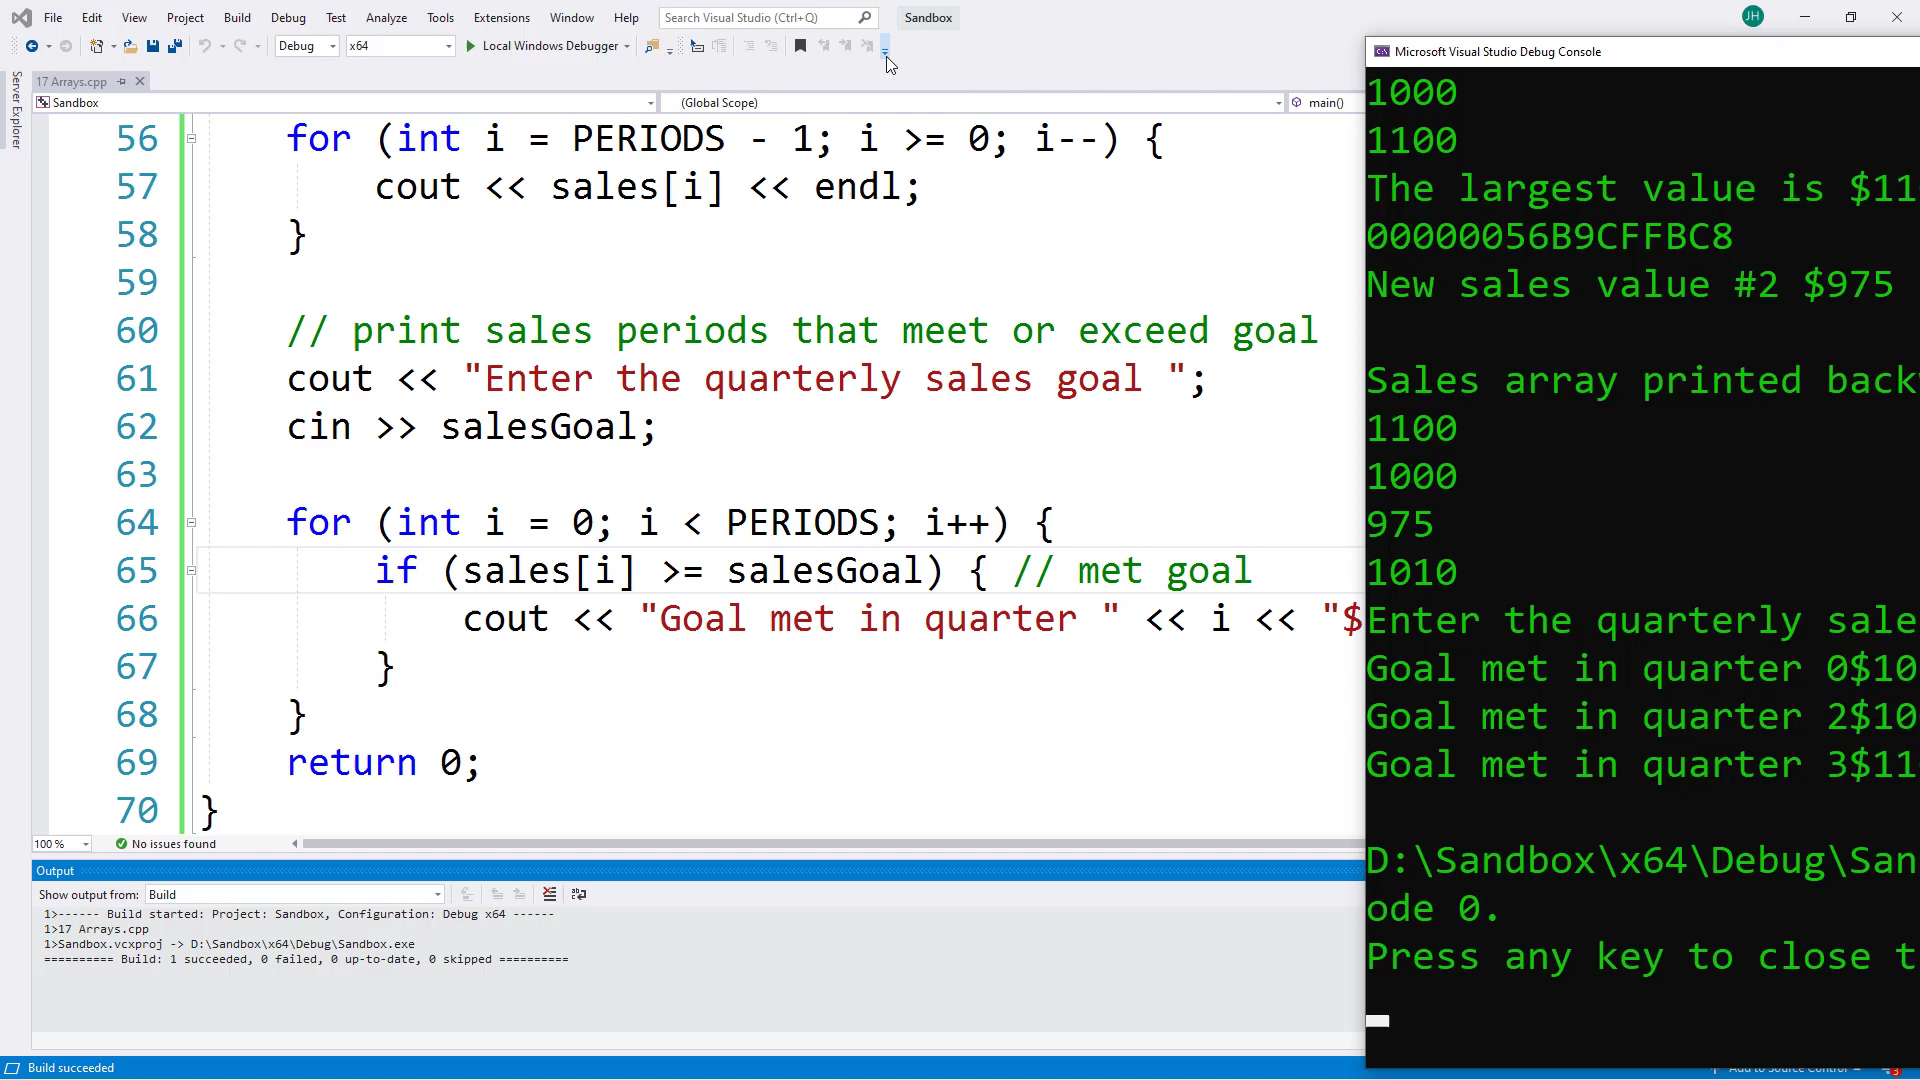 File Edit View Project Build Debug Test Analyze Tools Extensions Window Help Search Visual Studio (Ctrl+Q) Sandbox JH
Debug x64 Local Windows Debugger
Server Explorer
17 Arrays.cpp
Sandbox (Global Scope) main()
56 for (int i = PERIODS - 1; i >= 0; i--) {
57 cout << sales[i] << endl;
58 }
59
60 // print sales periods that meet or exceed goal
61 cout << "Enter the quarterly sales goal ";
62 cin >> salesGoal;
63
64 for (int i = 0; i < PERIODS; i++) {
65 if (sales[i] >= salesGoal) { // met goal
66 cout << "Goal met in quarter " << i << "$
67 }
68 }
69 return 0;
70 }
100 % No issues found
Output
Show output from: Build
1>------ Build started: Project: Sandbox, Configuration: Debug x64 ------
1>17 Arrays.cpp
1>Sandbox.vcxproj -> D:\Sandbox\x64\Debug\Sandbox.exe
========== Build: 1 succeeded, 0 failed, 0 up-to-date, 0 skipped ==========
Build succeeded
Microsoft Visual Studio Debug Console
1000
1100
The largest value is $11
00000056B9CFFBC8
New sales value #2 $975
Sales array printed back
1100
1000
975
1010
Enter the quarterly sale
Goal met in quarter 0$10
Goal met in quarter 2$10
Goal met in quarter 3$11
D:\Sandbox\x64\Debug\San
ode 0.
Press any key to close t
Add to Source Control 3